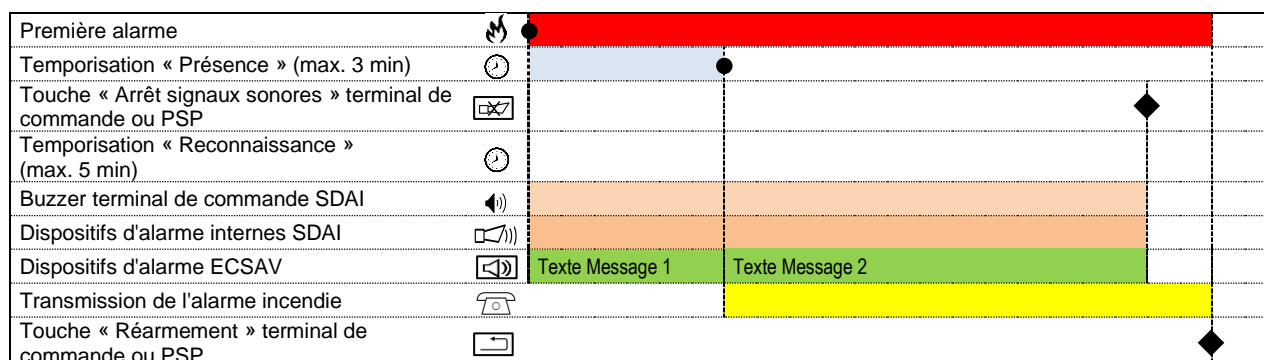 Première alarme
Temporisation « Présence » (max. 3 min)
Touche « Arrêt signaux sonores » terminal de
commande ou PSP
Temporisation « Reconnaissance »
(max. 5 min)
Buzzer terminal de commande SDAI
Dispositifs d'alarme internes SDAI
Dispositifs d'alarme ECSAV
Texte Message 1
Texte Message 2
Transmission de l'alarme incendie
Touche « Réarmement » terminal de
commande ou PSP